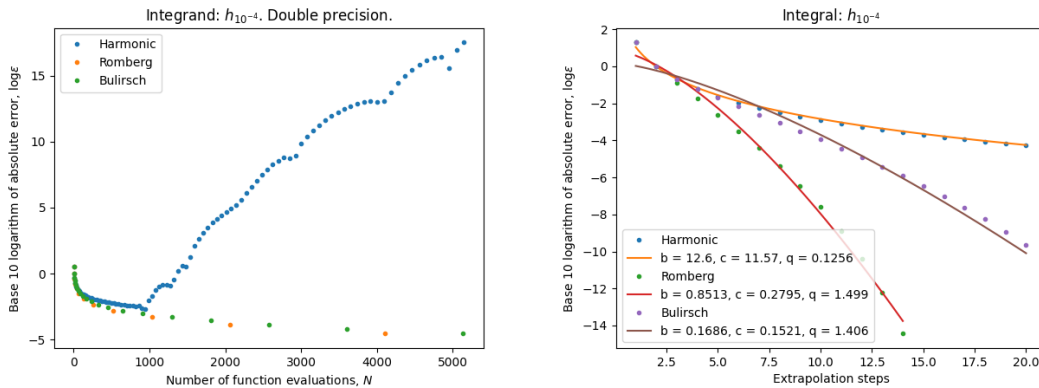 Integrand: h₁₀₋₄. Double precision.
Base 10 logarithm of absolute error, logε
15
10
5
0
−5
Harmonic
Romberg
Bulirsch
0
1000
2000
3000
4000
5000
Number of function evaluations, N
Integral: h₁₀₋₄
Base 10 logarithm of absolute error, logε
2
0
−2
−4
−6
−8
−10
−12
−14
Harmonic
b = 12.6, c = 11.57, q = 0.1256
Romberg
b = 0.8513, c = 0.2795, q = 1.499
Bulirsch
b = 0.1686, c = 0.1521, q = 1.406
2.5
5.0
7.5
10.0
12.5
15.0
17.5
20.0
Extrapolation steps